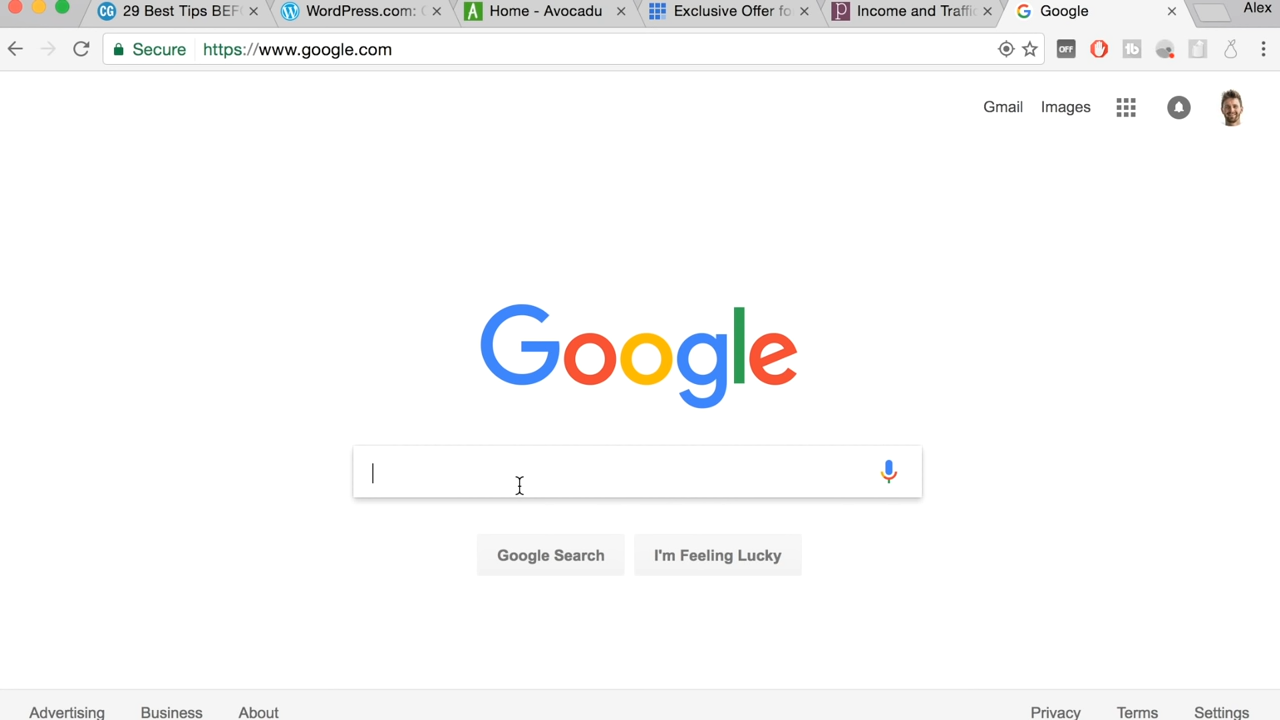 29 Best Tips BEF
WordPress.com:
Home - Avocadu
Exclusive Offer fo
Income and Traffi
Google
Alex
Secure
https://www.google.com
OFF
Gmail
Images
Google
Google Search
I'm Feeling Lucky
Advertising
Business
About
Privacy
Terms
Settings